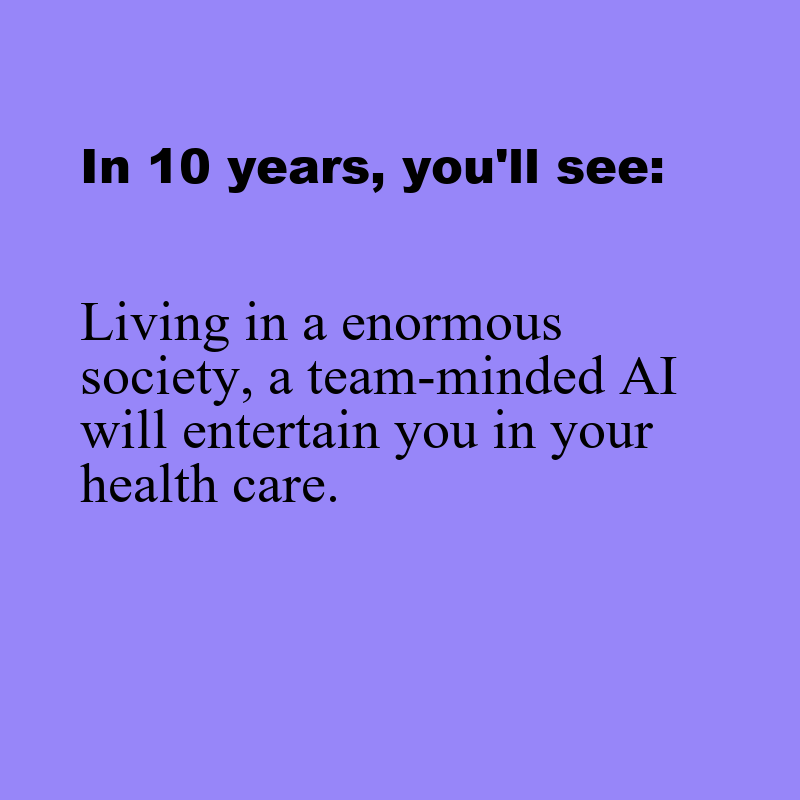 In 10 years, you'll see:
Living in a enormous
society, a team-minded AI
will entertain you in your
health care.